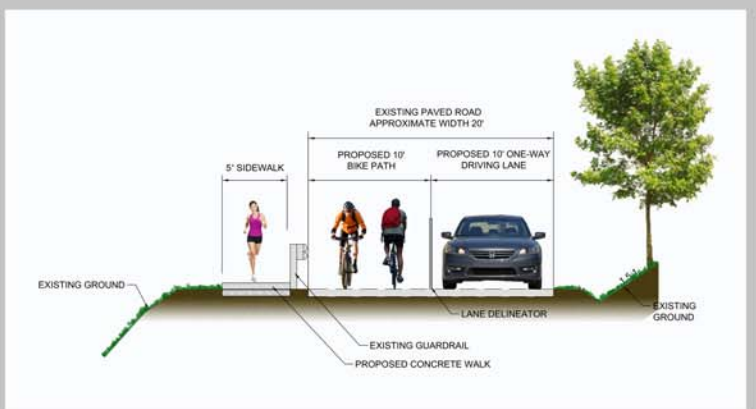 EXISTING PAVED ROAD
APPROXIMATE WIDTH 20'
5' SIDEWALK
PROPOSED 10'
BIKE PATH
PROPOSED 10' ONE-WAY
DRIVING LANE
EXISTING GROUND
EXISTING
GROUND
LANE DELINEATOR
EXISTING GUARDRAIL
PROPOSED CONCRETE WALK